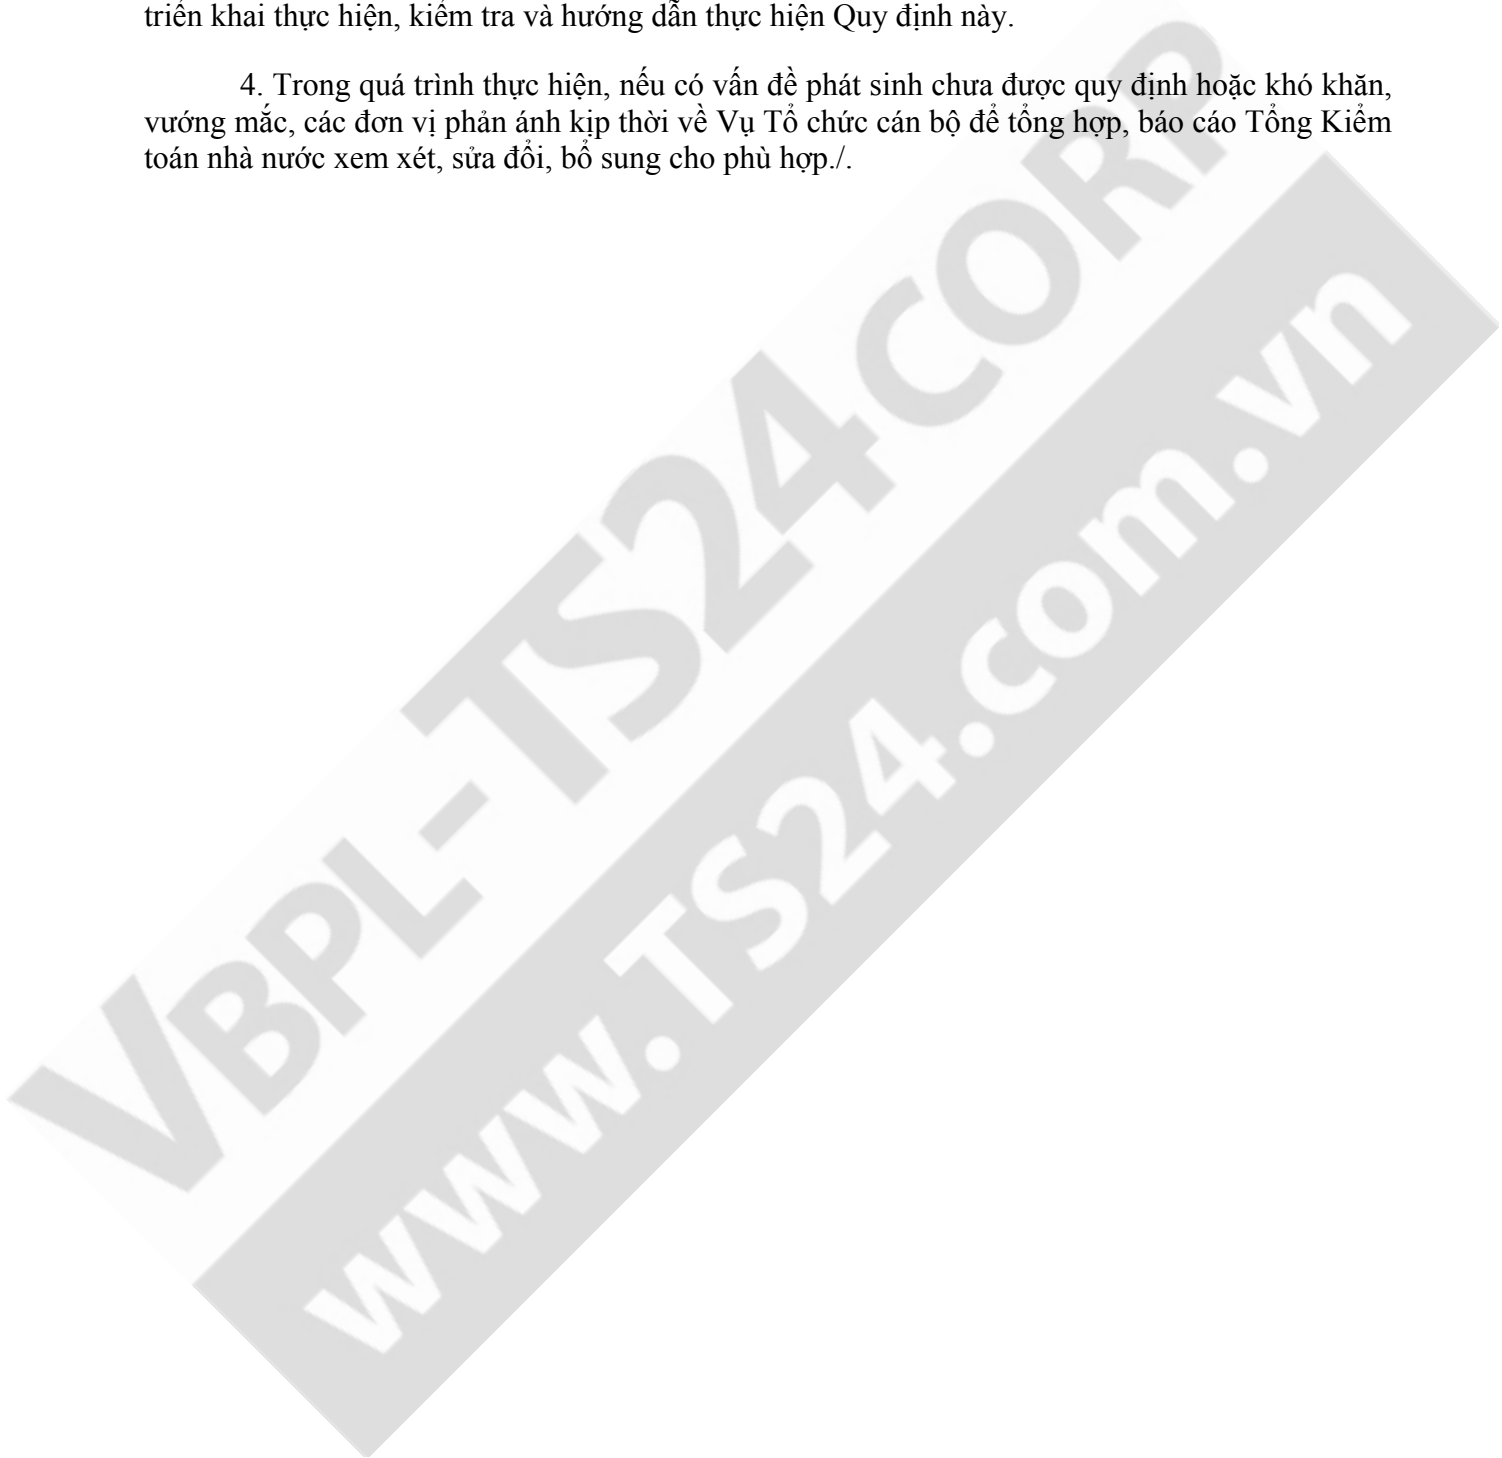 triển khai thực hiện, kiểm tra và hướng dẫn thực hiện Quy định này.
4. Trong quá trình thực hiện, nếu có vấn đề phát sinh chưa được quy định hoặc khó khăn,
vướng mắc, các đơn vị phản ánh kịp thời về Vụ Tổ chức cán bộ để tổng hợp, báo cáo Tổng Kiểm
toán nhà nước xem xét, sửa đổi, bổ sung cho phù hợp./.
VBPL-TS24CORP
www.TS24.com.vn